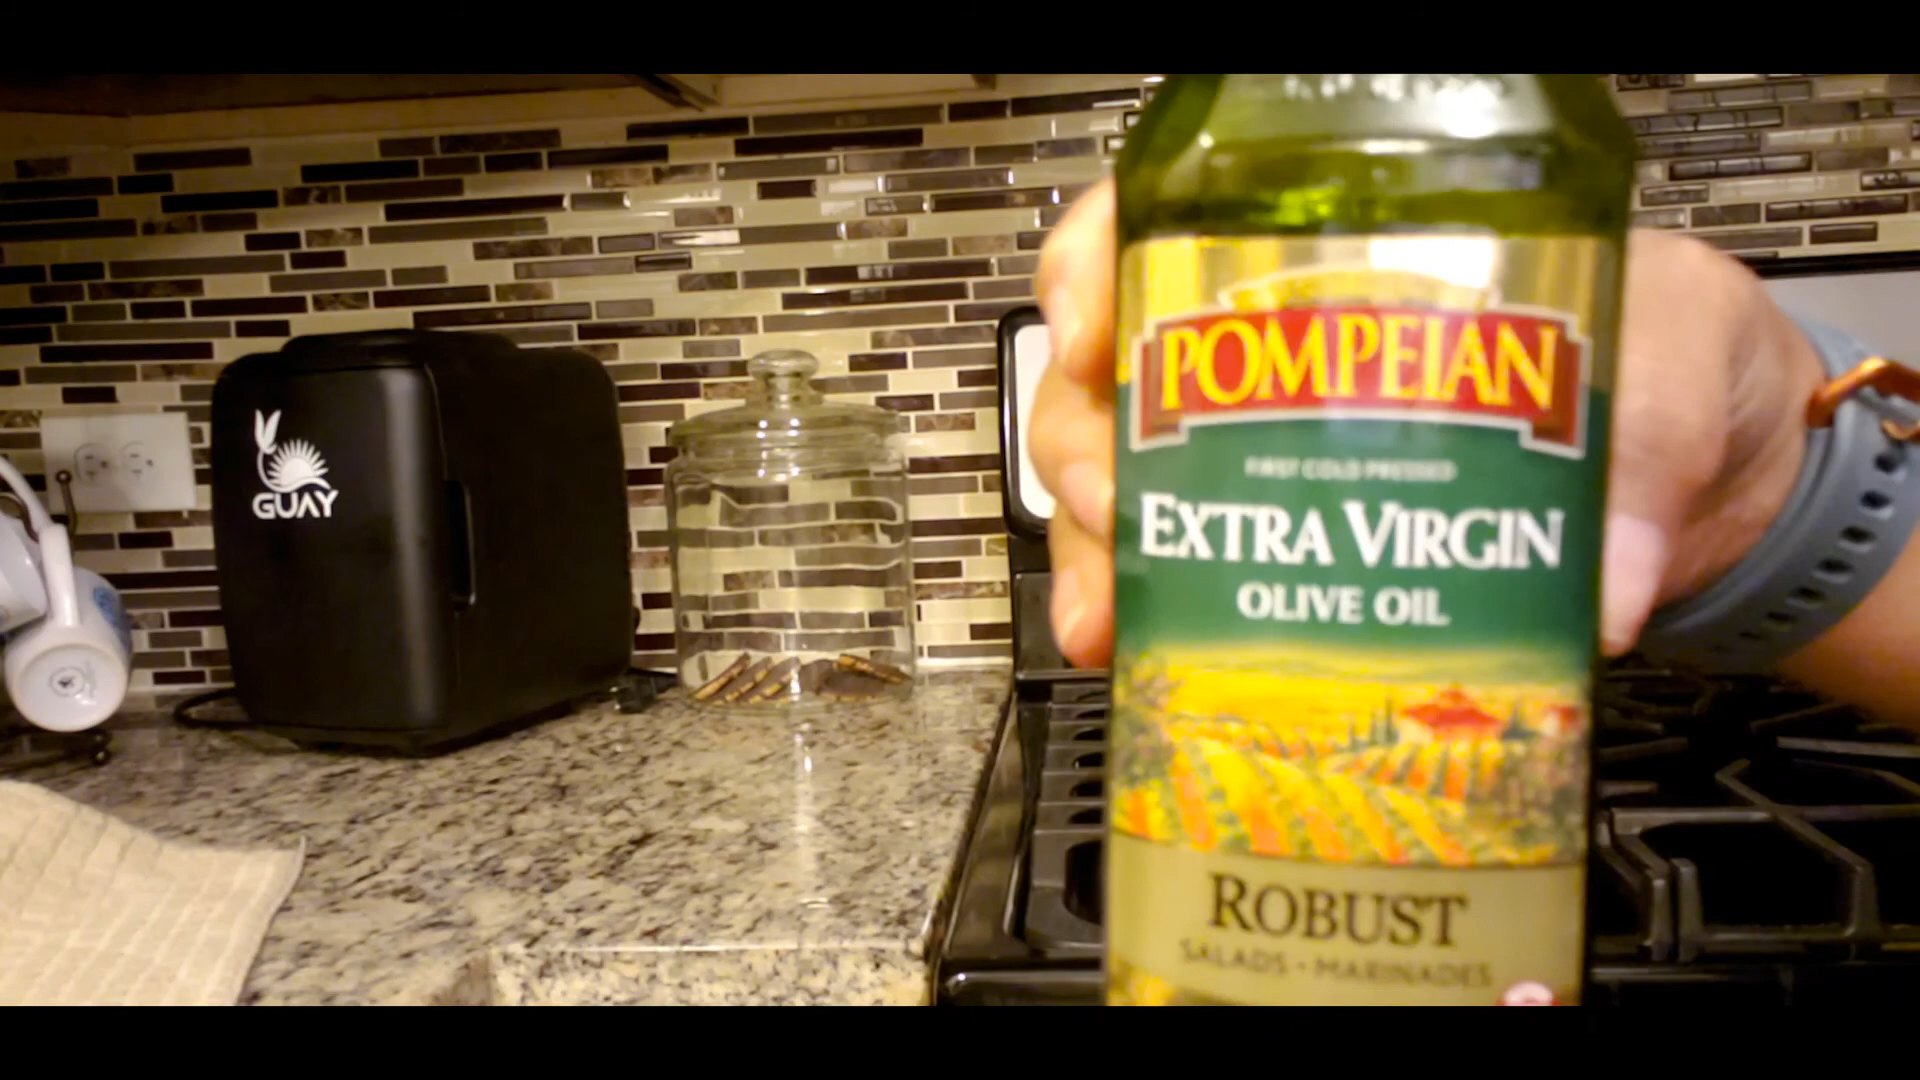 GUAY
POMPEIAN
FIRST COLD PRESSED
EXTRA VIRGIN
OLIVE OIL
ROBUST
SALADS • MARINADES